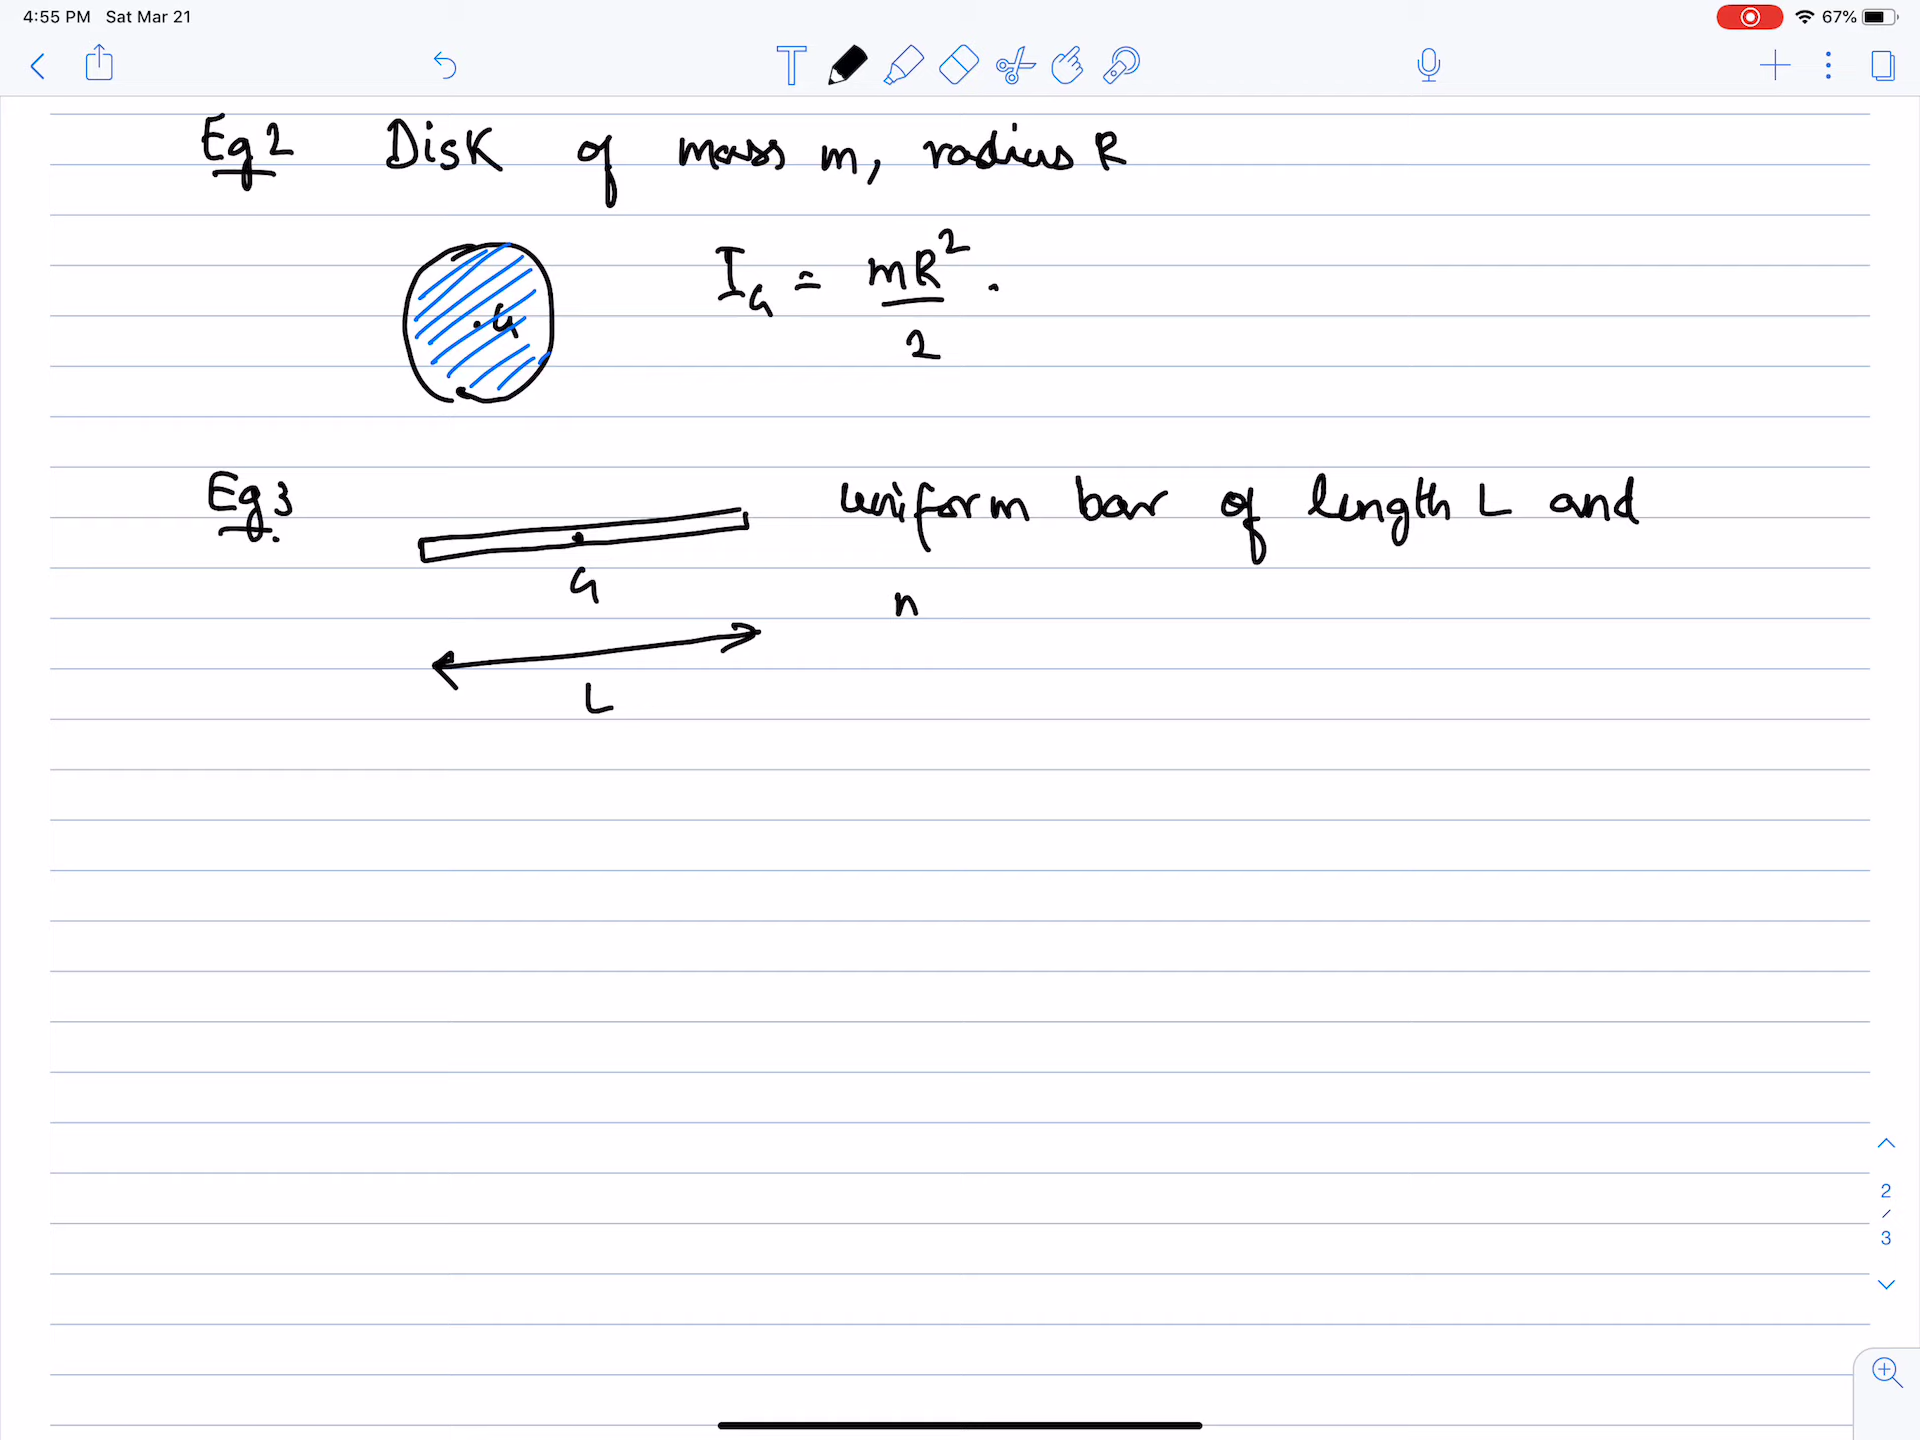 4:55 PM Sat Mar 21
67%
Eg 2 Disk of mass m, radius R
G
I_G = mR²/2 .
Eg 3. uniform bar of length L and
G
n
L
2
/
3